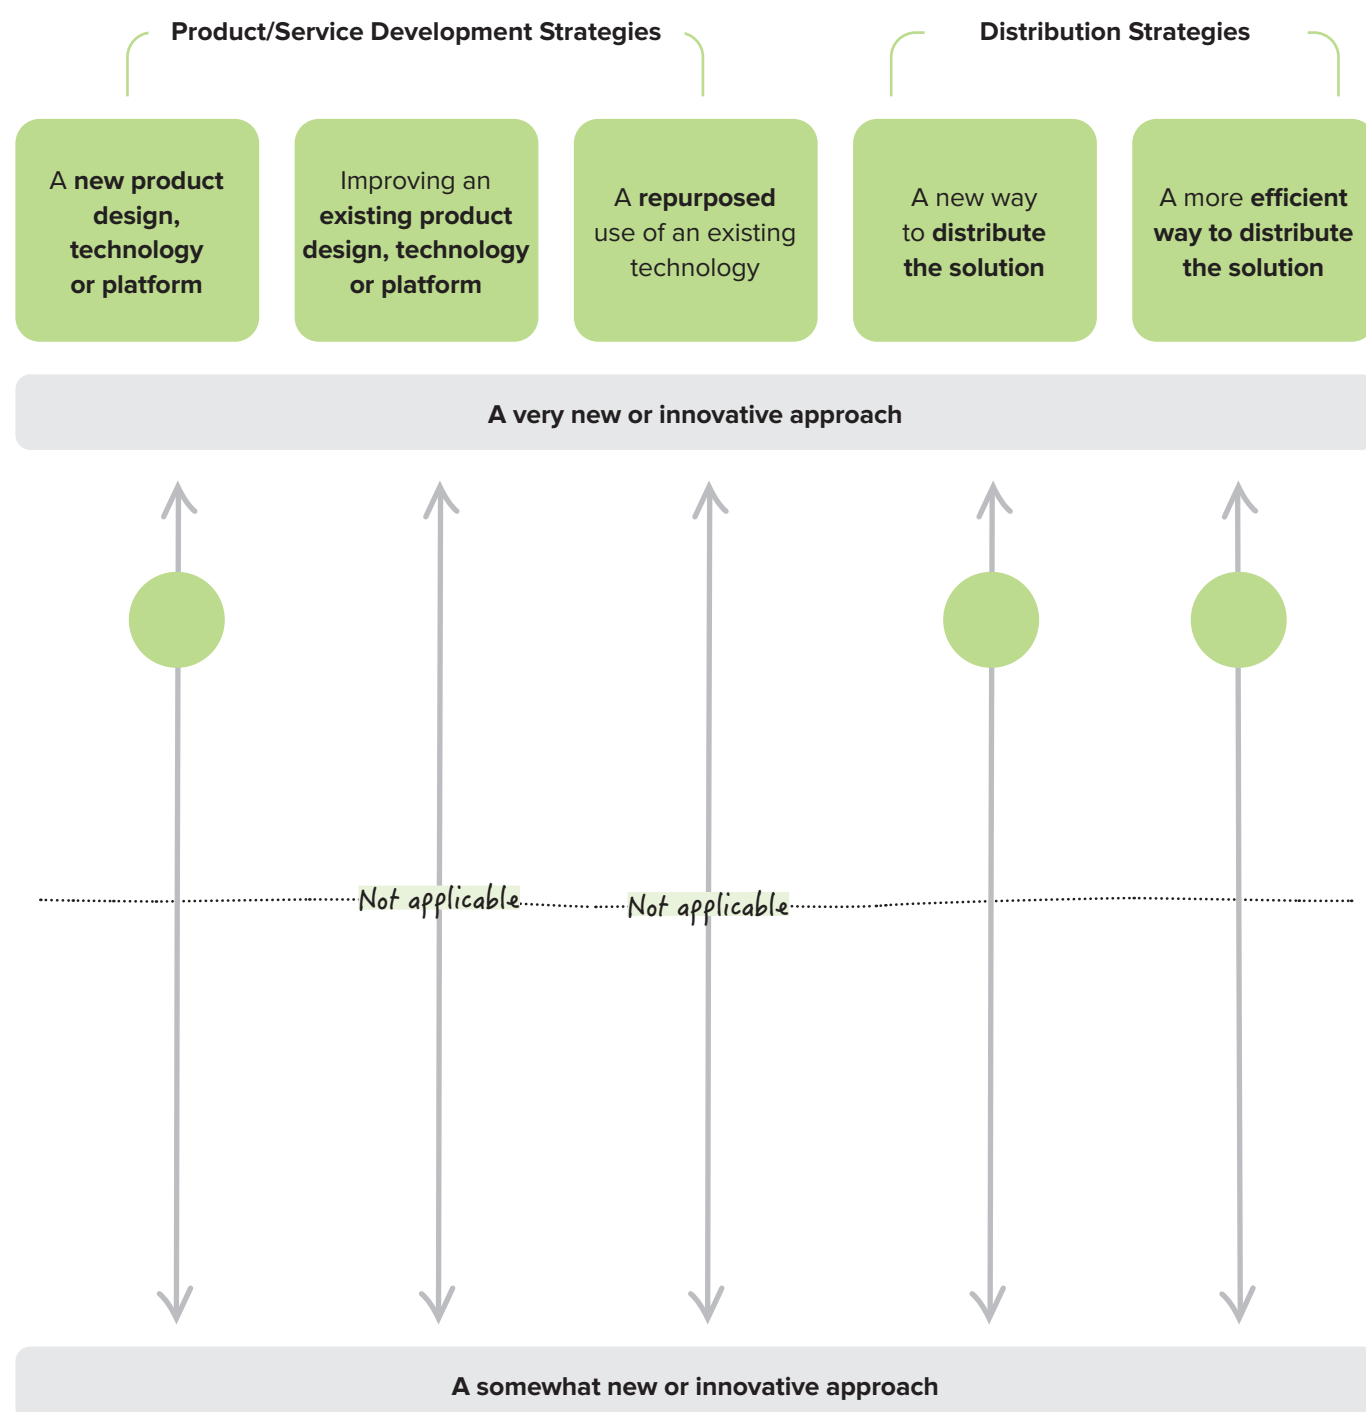 Product/Service Development Strategies
Distribution Strategies
A new product
design,
technology
or platform
Improving an
existing product
design, technology
or platform
A repurposed
use of an existing
technology
A new way
to distribute
the solution
A more efficient
way to distribute
the solution
A very new or innovative approach
Not applicable
Not applicable
A somewhat new or innovative approach